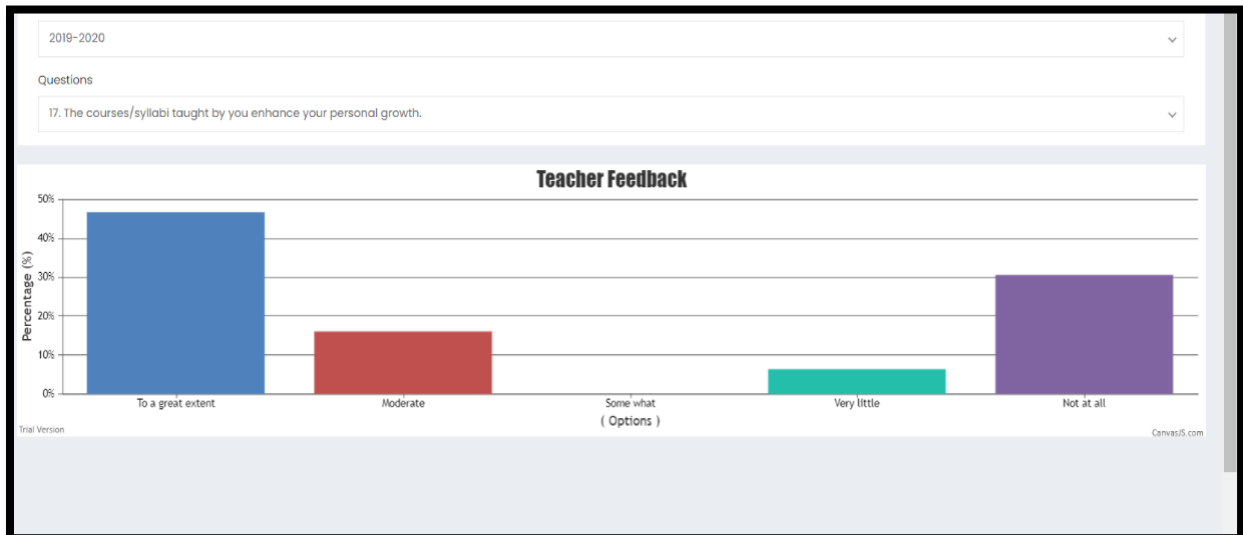 2019-2020
Questions
17. The courses/syllabi taught by you enhance your personal growth.
Teacher Feedback
Percentage (%)
50%
40%
30%
20%
10%
0%
To a great extent Moderate Some what Very little Not at all
( Options )
Trial Version
CanvasJS.com